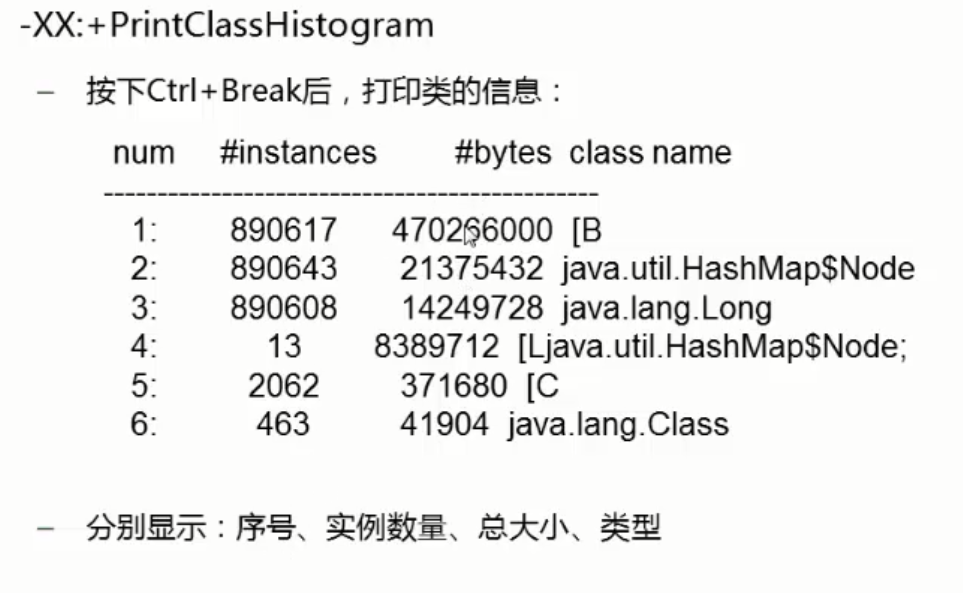 -XX:+PrintClassHistogram
– 按下Ctrl+Break后，打印类的信息：
num #instances #bytes class name
----------------------------------------------
1: 890617 470266000 [B
2: 890643 21375432 java.util.HashMap$Node
3: 890608 14249728 java.lang.Long
4: 13 8389712 [Ljava.util.HashMap$Node;
5: 2062 371680 [C
6: 463 41904 java.lang.Class
– 分别显示：序号、实例数量、总大小、类型